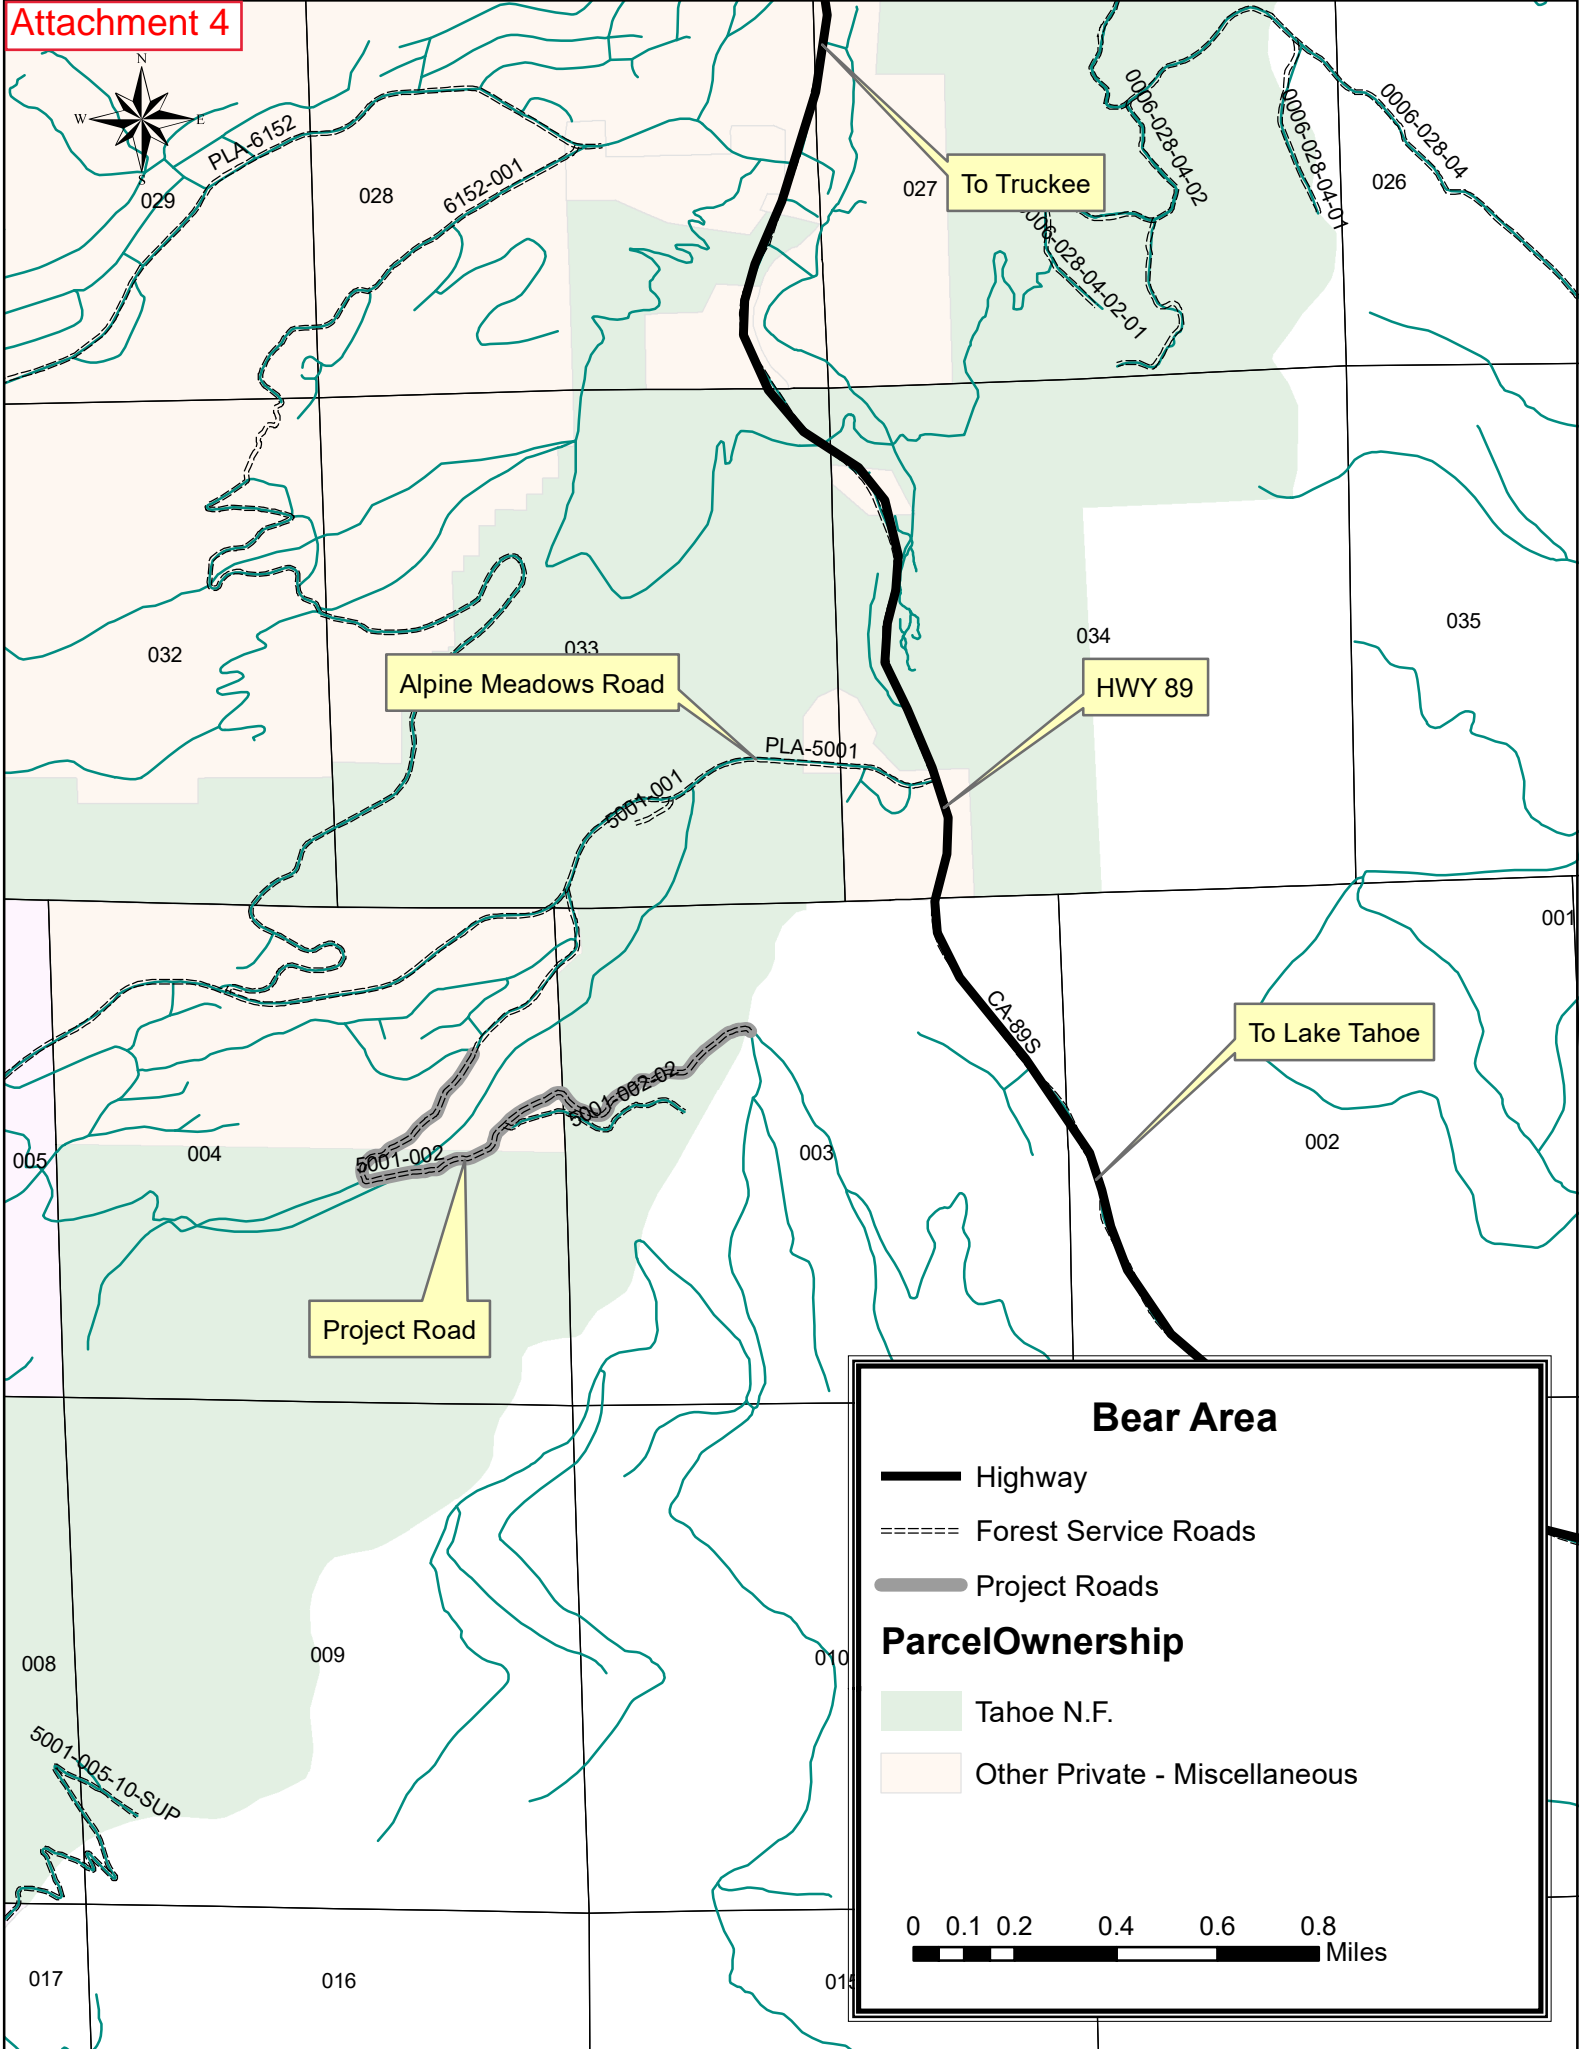 Attachment 4
N
W
E
S
PLA-6152
6152-001
029
028
027
026
To Truckee
0006-028-04-02
0006-028-04-01
0006-028-04
0006-028-04-02-01
032
033
034
035
Alpine Meadows Road
HWY 89
PLA-5001
5001-001
001
CA-89S
To Lake Tahoe
5001-002-02
5001-002
005
004
003
002
Project Road
008
009
010
5001-005-10-SUP
017
016
015
Bear Area
Highway
Forest Service Roads
Project Roads
ParcelOwnership
Tahoe N.F.
Other Private - Miscellaneous
0 0.1 0.2 0.4 0.6 0.8
Miles